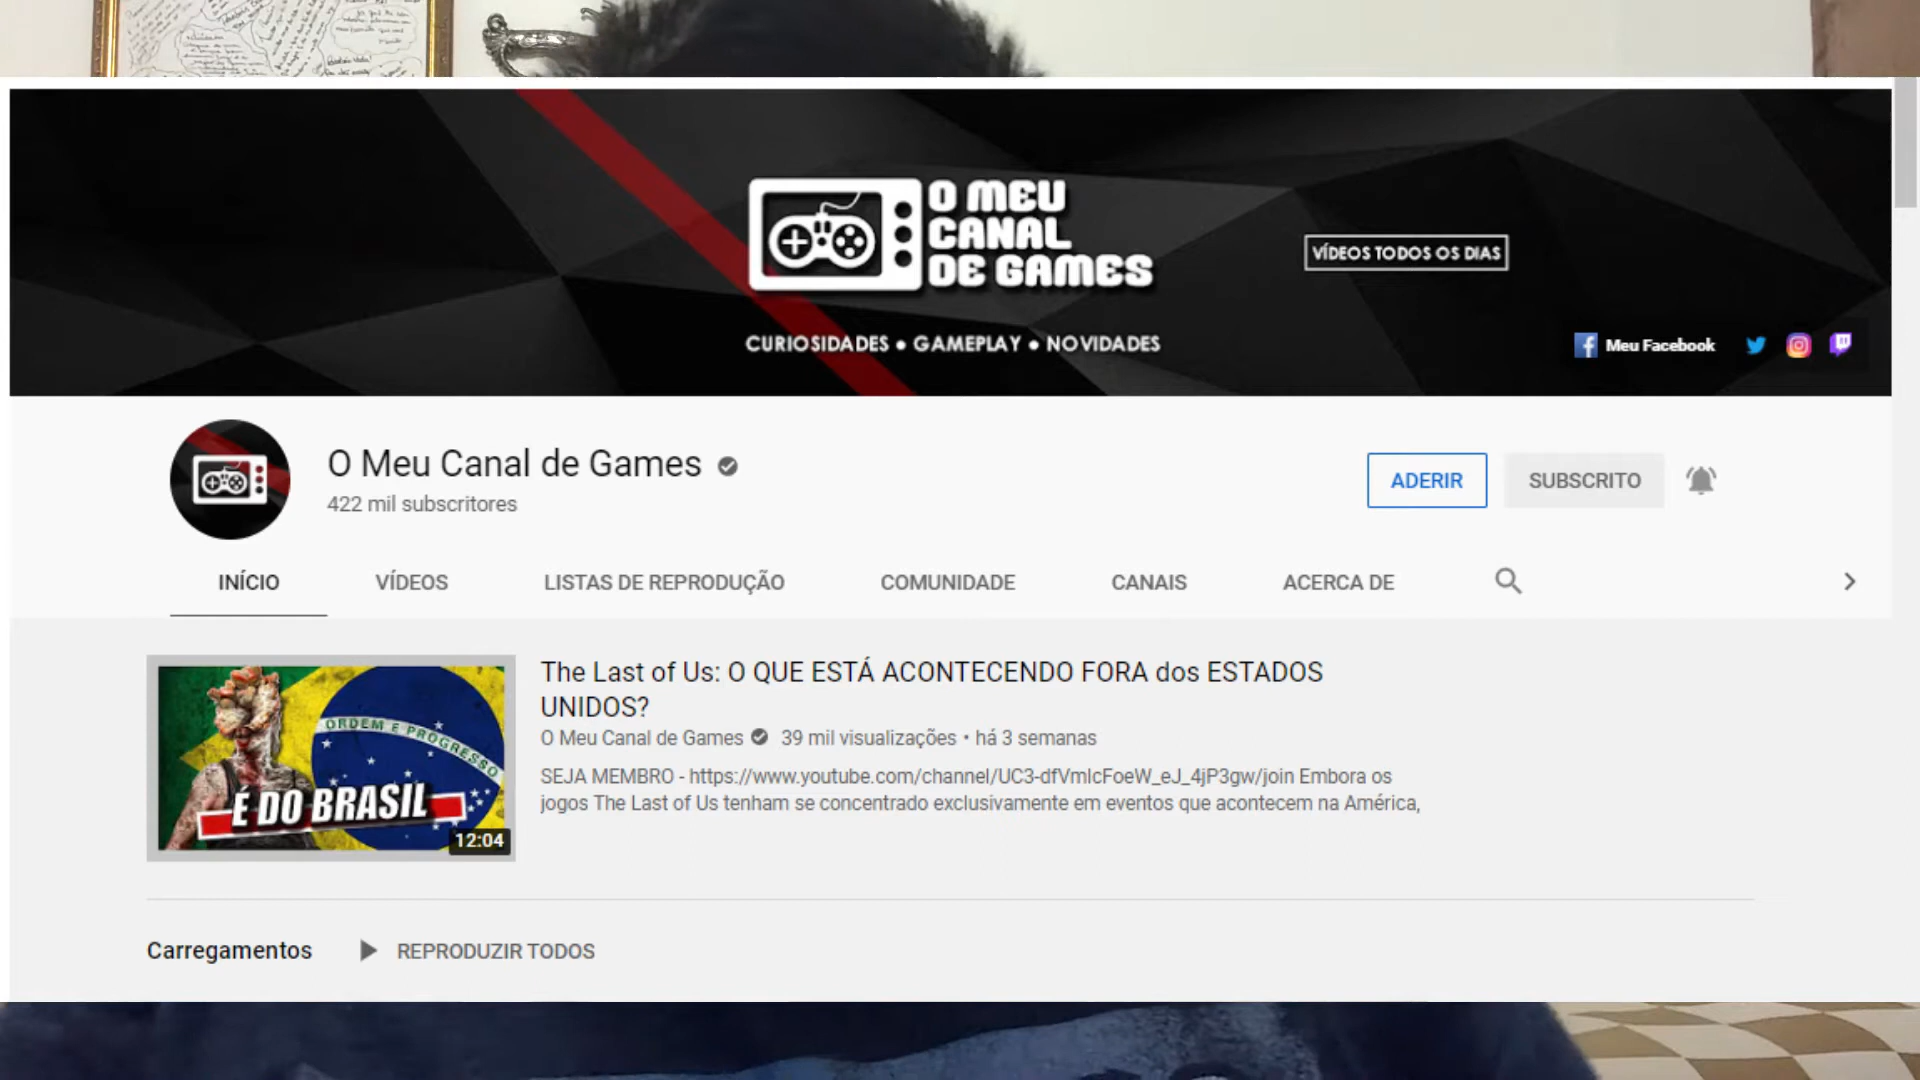 O MEU
CANAL
DE GAMES
VÍDEOS TODOS OS DIAS
CURIOSIDADES • GAMEPLAY • NOVIDADES
Meu Facebook
O Meu Canal de Games
422 mil subscritores
ADERIR
SUBSCRITO
INÍCIO VÍDEOS LISTAS DE REPRODUÇÃO COMUNIDADE CANAIS ACERCA DE
The Last of Us: O QUE ESTÁ ACONTECENDO FORA dos ESTADOS
UNIDOS?
O Meu Canal de Games 39 mil visualizações • há 3 semanas
SEJA MEMBRO - https://www.youtube.com/channel/UC3-dfVmIcFoeW_eJ_4jP3gw/join Embora os
jogos The Last of Us tenham se concentrado exclusivamente em eventos que acontecem na América,
ORDEM E PROGRESSO
É DO BRASIL
12:04
Carregamentos
REPRODUZIR TODOS